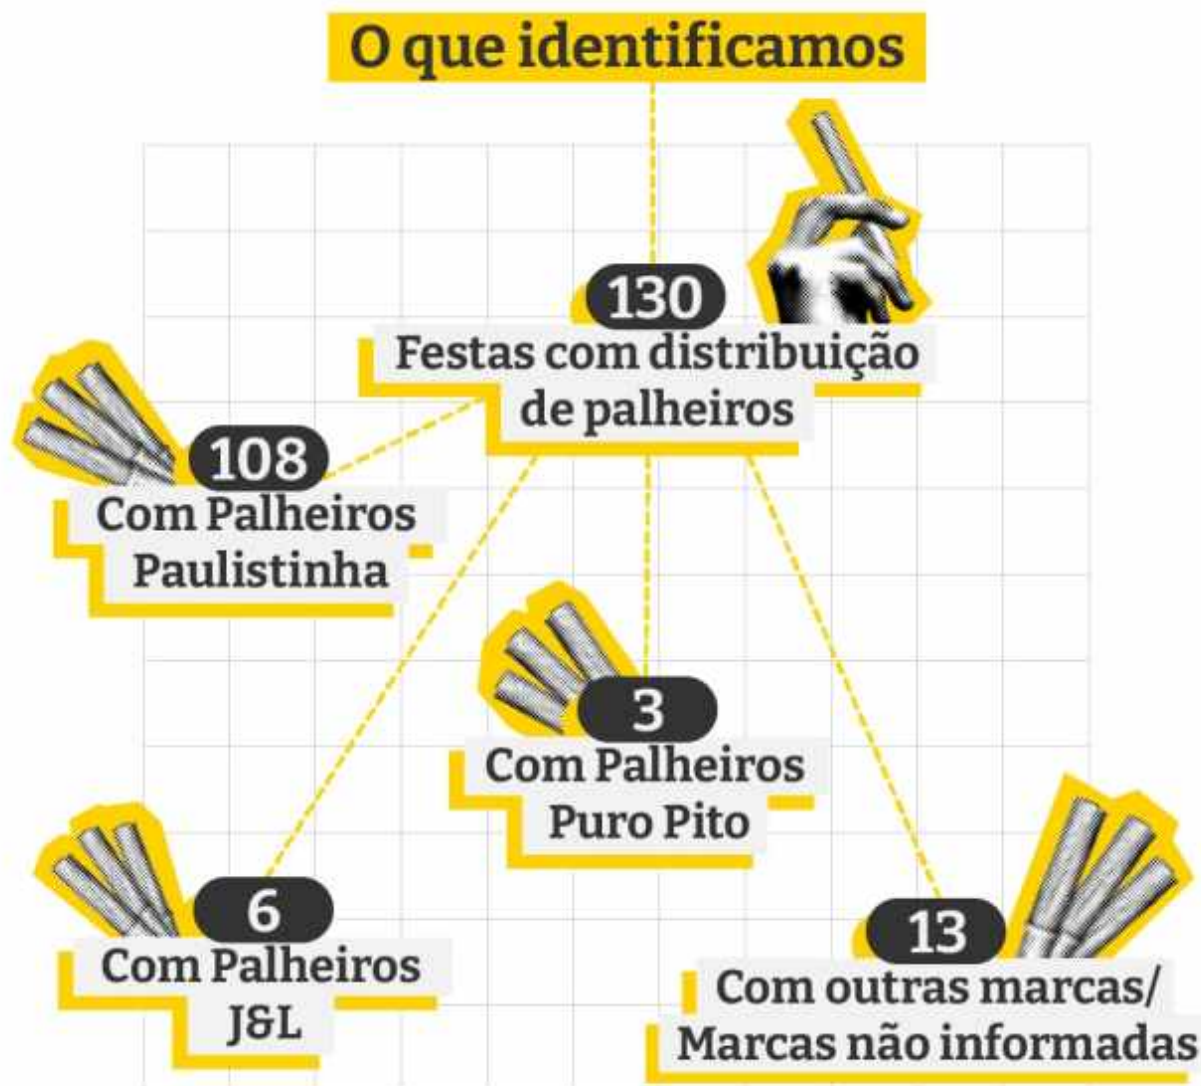 O que identificamos
130
Festas com distribuição
de palheiros
108
Com Palheiros
Paulistinha
3
Com Palheiros
Puro Pito
6
Com Palheiros
J&L
13
Com outras marcas/
Marcas não informadas